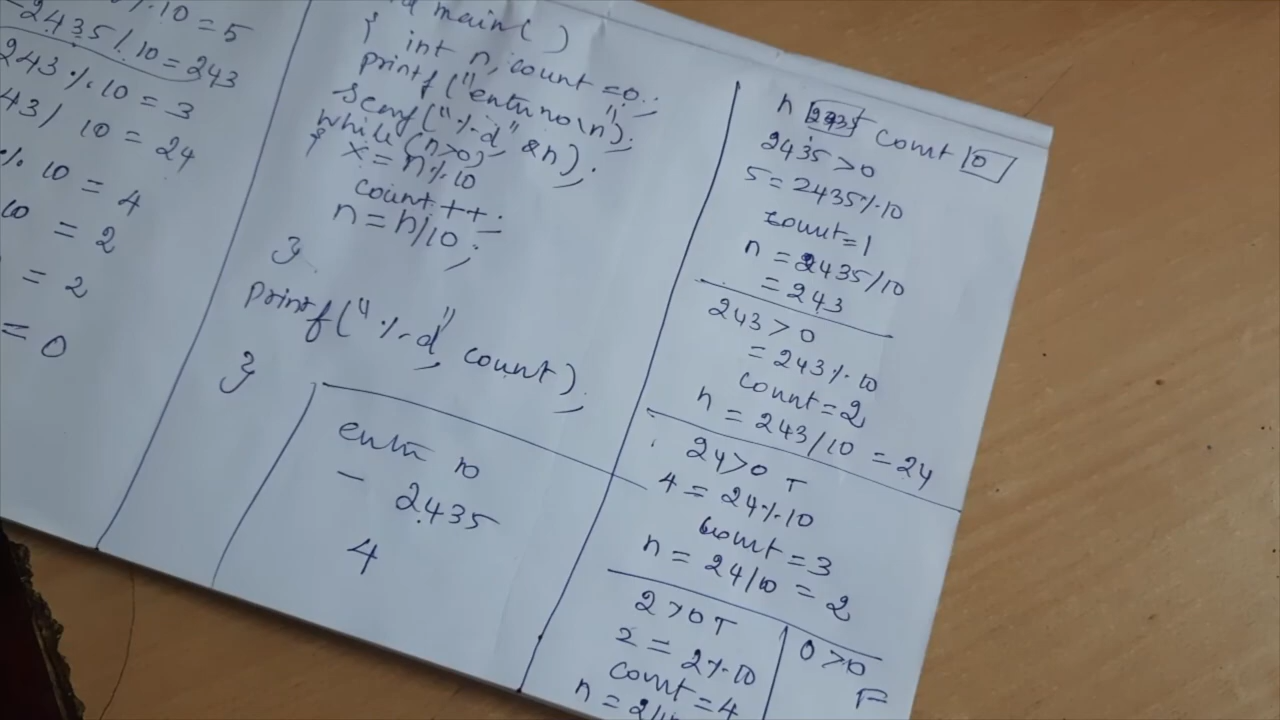 %.10 = 5
-2435/.10 = 243
243 %.10 = 3
43/ 10 = 24
%. 10 = 4
10 = 2
= 2
= 0
main( )
{ int n, count = 0;
printf("enter no \n");
scanf("%.d", &n);
while(n>0)
{ x = n%.10
count ++;
n = n/10;
}
printf("%.d", count);
}
enter no
- 2435
4
n 2435 count 0
2435 > 0
5 = 2435%.10
count = 1
n = 2435/10
= 243
243 > 0
= 243%.10
count = 2
n = 243/10 = 24
24>0 T
4 = 24%.10
count = 3
n = 24/10 = 2
2 > 0 T
2 = 2%.10
count = 4
n = 2/
0 > 0
F